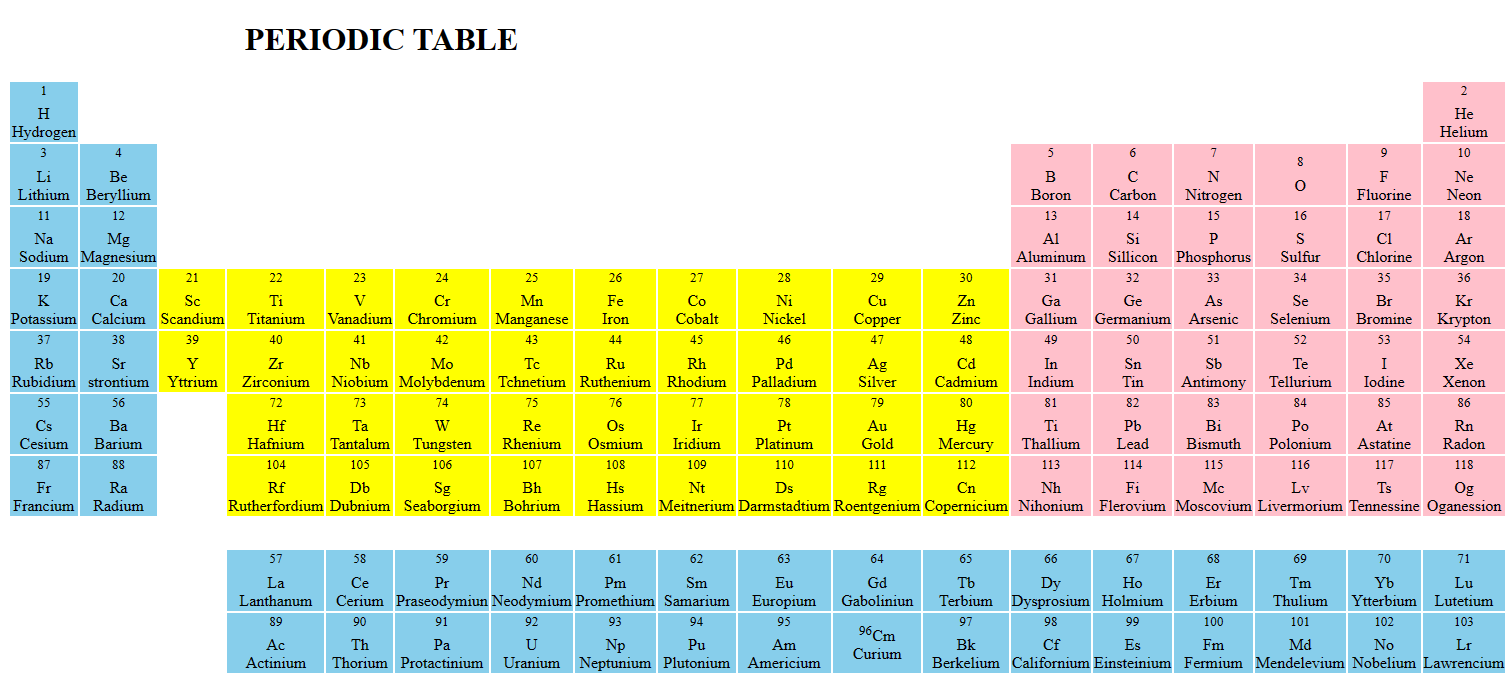 PERIODIC TABLE
1 2
H He
Hydrogen Helium
3 4 5 6 7 8 9 10
Li Be B C N O F Ne
Lithium Beryllium Boron Carbon Nitrogen Fluorine Neon
11 12 13 14 15 16 17 18
Na Mg Al Si P S Cl Ar
Sodium Magnesium Aluminum Sillicon Phosphorus Sulfur Chlorine Argon
19 20 21 22 23 24 25 26 27 28 29 30 31 32 33 34 35 36
K Ca Sc Ti V Cr Mn Fe Co Ni Cu Zn Ga Ge As Se Br Kr
Potassium Calcium Scandium Titanium Vanadium Chromium Manganese Iron Cobalt Nickel Copper Zinc Gallium Germanium Arsenic Selenium Bromine Krypton
37 38 39 40 41 42 43 44 45 46 47 48 49 50 51 52 53 54
Rb Sr Y Zr Nb Mo Tc Ru Rh Pd Ag Cd In Sn Sb Te I Xe
Rubidium strontium Yttrium Zirconium Niobium Molybdenum Tchnetium Ruthenium Rhodium Palladium Silver Cadmium Indium Tin Antimony Tellurium Iodine Xenon
55 56 72 73 74 75 76 77 78 79 80 81 82 83 84 85 86
Cs Ba Hf Ta W Re Os Ir Pt Au Hg Ti Pb Bi Po At Rn
Cesium Barium Hafnium Tantalum Tungsten Rhenium Osmium Iridium Platinum Gold Mercury Thallium Lead Bismuth Polonium Astatine Radon
87 88 104 105 106 107 108 109 110 111 112 113 114 115 116 117 118
Fr Ra Rf Db Sg Bh Hs Nt Ds Rg Cn Nh Fi Mc Lv Ts Og
Francium Radium Rutherfordium Dubnium Seaborgium Bohrium Hassium Meitnerium Darmstadtium Roentgenium Copernicium Nihonium Flerovium Moscovium Livermorium Tennessine Oganession
57 58 59 60 61 62 63 64 65 66 67 68 69 70 71
La Ce Pr Nd Pm Sm Eu Gd Tb Dy Ho Er Tm Yb Lu
Lanthanum Cerium Praseodymiun Neodymium Promethium Samarium Europium Gaboliniun Terbium Dysprosium Holmium Erbium Thulium Ytterbium Lutetium
89 90 91 92 93 94 95 96 97 98 99 100 101 102 103
Ac Th Pa U Np Pu Am Cm Bk Cf Es Fm Md No Lr
Actinium Thorium Protactinium Uranium Neptunium Plutonium Americium Curium Berkelium Californium Einsteinium Fermium Mendelevium Nobelium Lawrencium